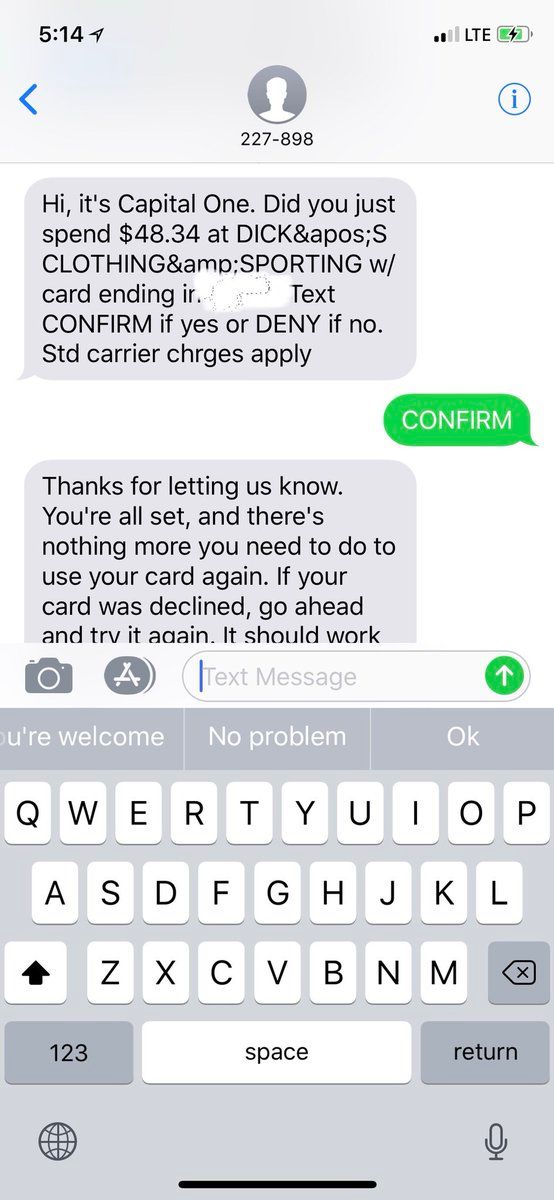 5:14
LTE
227-898
Hi, it's Capital One. Did you just
spend $48.34 at DICK&apos;S
CLOTHING&amp;SPORTING w/
card ending in Text
CONFIRM if yes or DENY if no.
Std carrier chrges apply
CONFIRM
Thanks for letting us know.
You're all set, and there's
nothing more you need to do to
use your card again. If your
card was declined, go ahead
and try it again. It should work
Text Message
ou're welcome No problem Ok
Q W E R T Y U I O P
A S D F G H J K L
Z X C V B N M
123 space return